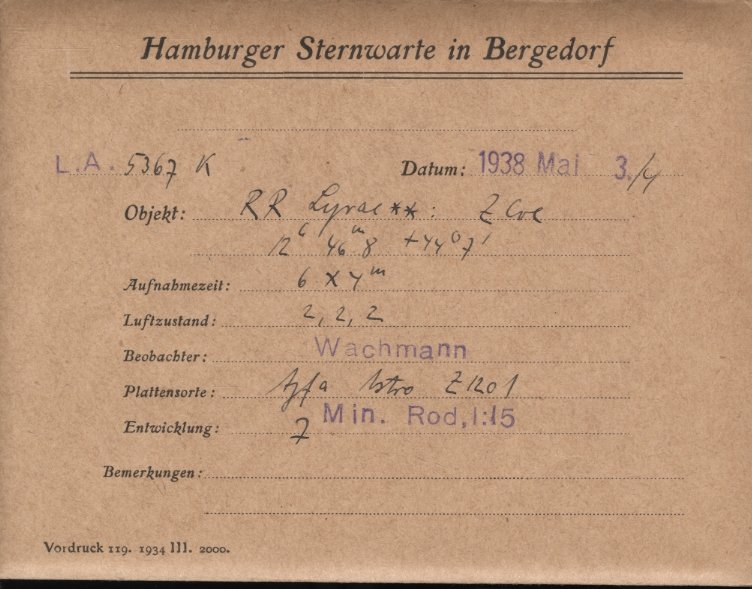 Hamburger Sternwarte in Bergedorf
L.A. 5367 K Datum: 1938 Mai 3./4
Objekt: RR Lyrae **: Z CVe
12h 46m.8 +44° 7'
Aufnahmezeit: 6 x 4m
Luftzustand: 2, 2, 2
Beobachter: Wachmann
Plattensorte: Agfa Astro Z1201
Entwicklung: 7 Min. Rod, 1:15
Bemerkungen:
Vordruck 119. 1934 III. 2000.